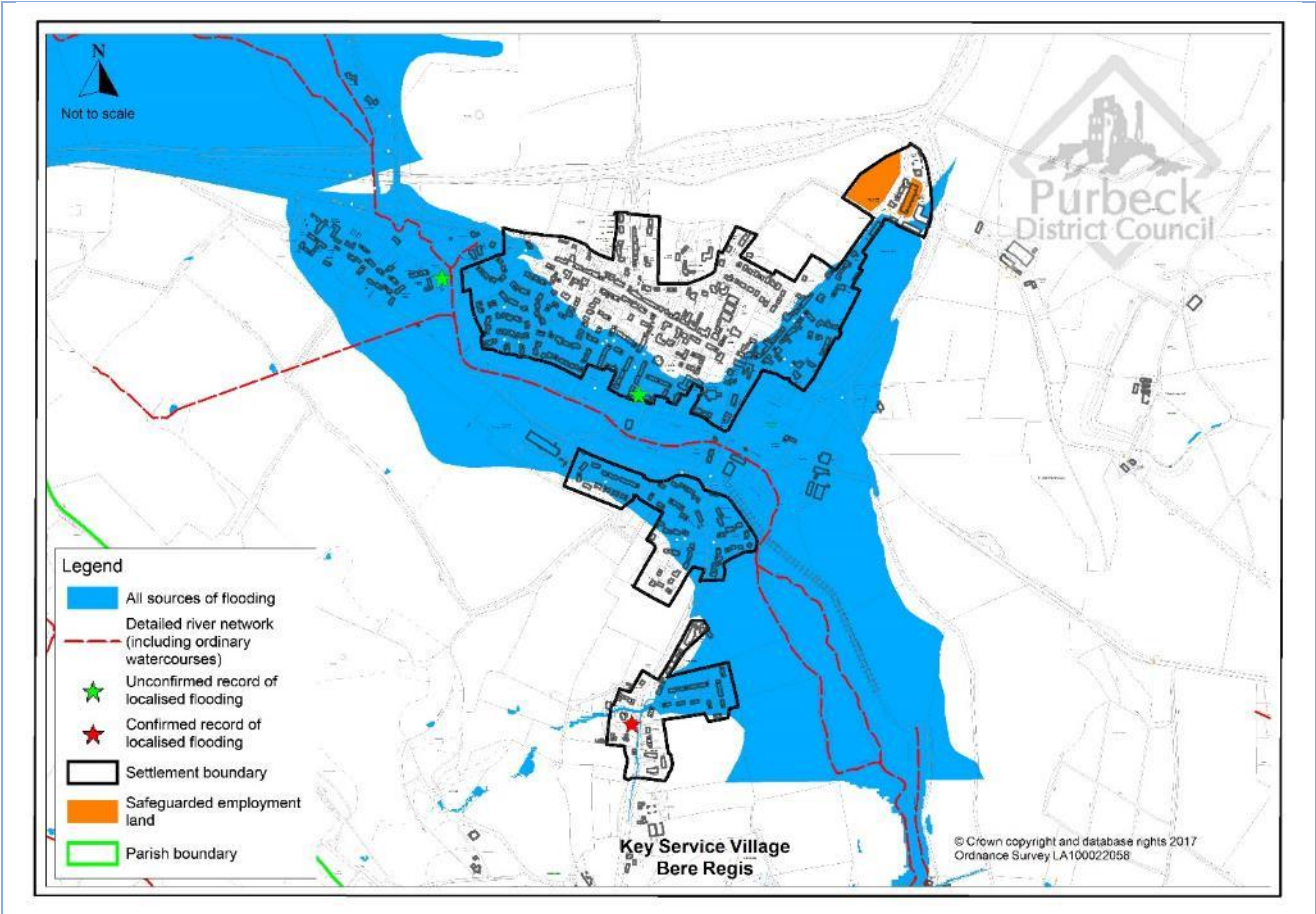 N
Not to scale
Purbeck
District Council
Legend
All sources of flooding
Detailed river network
(including ordinary
watercourses)
Unconfirmed record of
localised flooding
Confirmed record of
localised flooding
Settlement boundary
Safeguarded employment
land
Parish boundary
Key Service Village
Bere Regis
© Crown copyright and database rights 2017
Ordnance Survey LA100022058